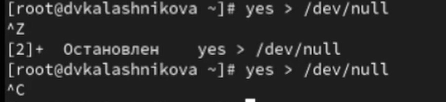 [root@dvkalashnikova ~]# yes > /dev/null
^Z
[2]+  Остановлен    yes > /dev/null
[root@dvkalashnikova ~]# yes > /dev/null
^C